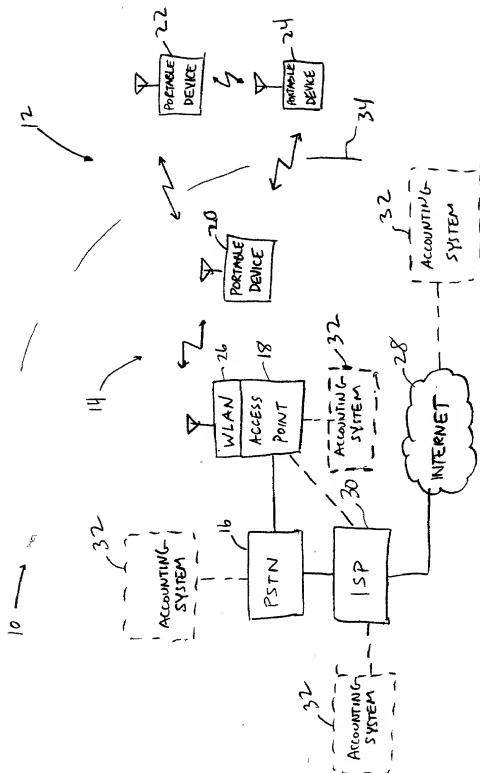 10
12
14
32
ACCOUNTING
SYSTEM
16
PSTN
WLAN
26
ACCESS
POINT
18
20
PORTABLE
DEVICE
22
PORTABLE
DEVICE
24
PORTABLE
DEVICE
34
32
ACCOUNTING
SYSTEM
30
ISP
32
ACCOUNTING
SYSTEM
28
INTERNET
32
ACCOUNTING
SYSTEM